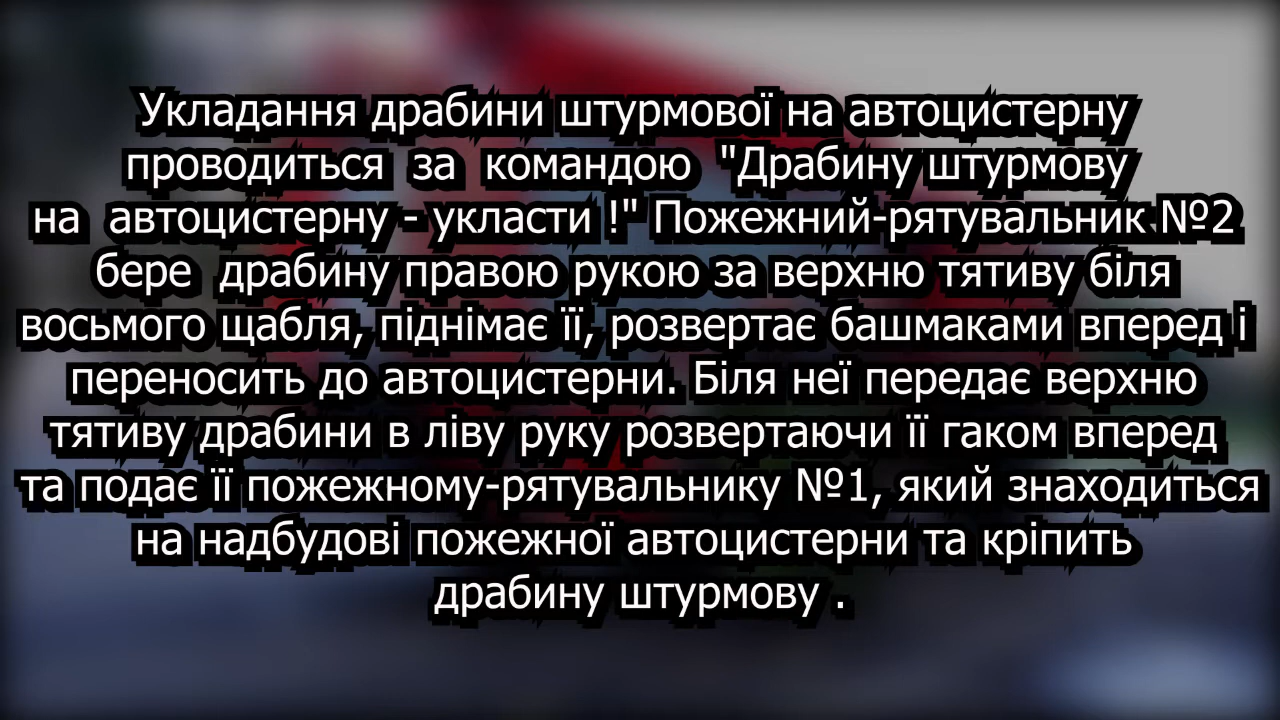 Укладання драбини штурмової на автоцистерну
проводиться за командою "Драбину штурмову
на автоцистерну - укласти !" Пожежний-рятувальник №2
бере драбину правою рукою за верхню тятиву біля
восьмого щабля, піднімає її, розвертає башмаками вперед і
переносить до автоцистерни. Біля неї передає верхню
тятиву драбини в ліву руку розвертаючи її гаком вперед
та подає її пожежному-рятувальнику №1, який знаходиться
на надбудові пожежної автоцистерни та кріпить
драбину штурмову .